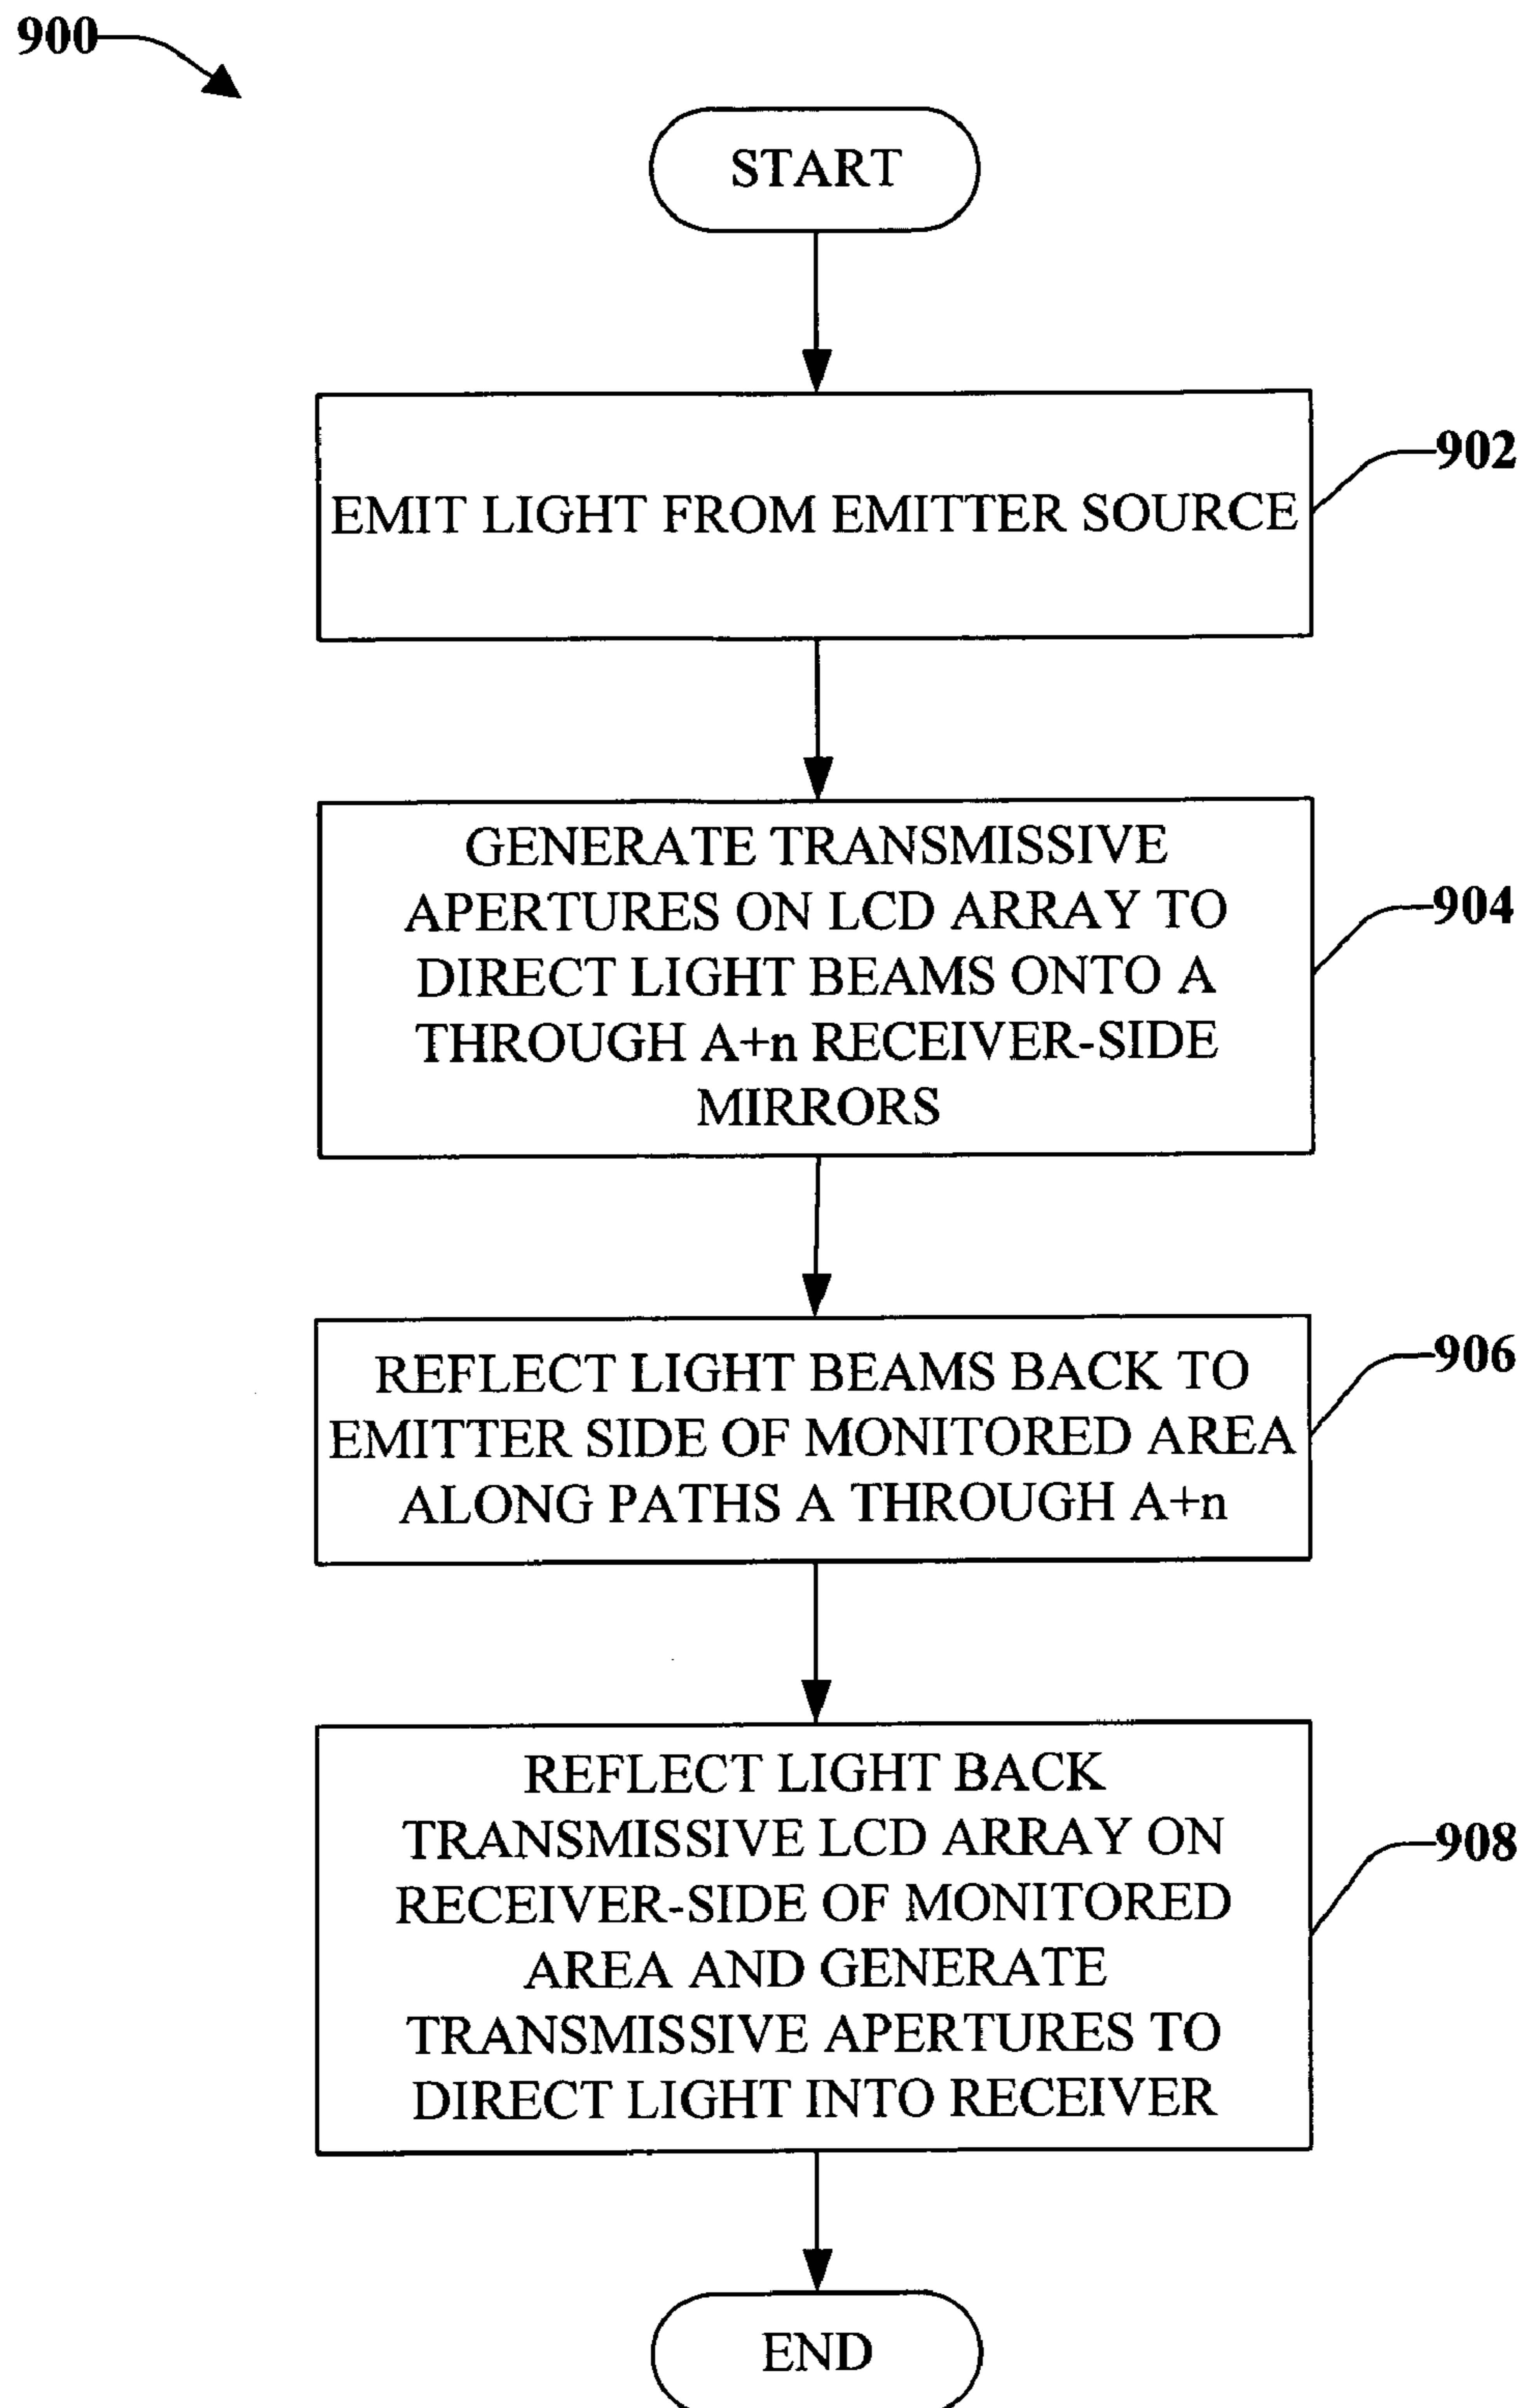 900
START
EMIT LIGHT FROM EMITTER SOURCE
902
GENERATE TRANSMISSIVE
APERTURES ON LCD ARRAY TO
DIRECT LIGHT BEAMS ONTO A
THROUGH A+n RECEIVER-SIDE
MIRRORS
904
REFLECT LIGHT BEAMS BACK TO
EMITTER SIDE OF MONITORED AREA
ALONG PATHS A THROUGH A+n
906
REFLECT LIGHT BACK
TRANSMISSIVE LCD ARRAY ON
RECEIVER-SIDE OF MONITORED
AREA AND GENERATE
TRANSMISSIVE APERTURES TO
DIRECT LIGHT INTO RECEIVER
908
END